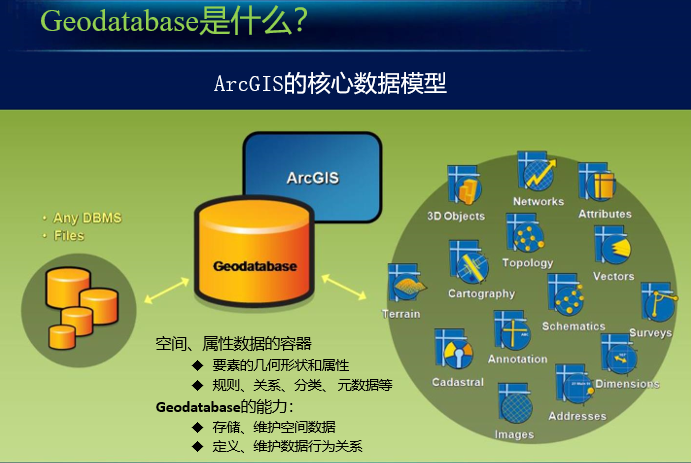 Geodatabase是什么？
ArcGIS的核心数据模型
ArcGIS
Geodatabase
• Any DBMS
• Files
3D Objects
Networks
Attributes
Topology
Vectors
Cartography
Terrain
Schematics
Surveys
Annotation
Cadastral
Dimensions
Addresses
Images
空间、属性数据的容器
◆ 要素的几何形状和属性
◆ 规则、关系、分类、 元数据等
Geodatabase的能力：
◆ 存储、维护空间数据
◆ 定义、维护数据行为关系